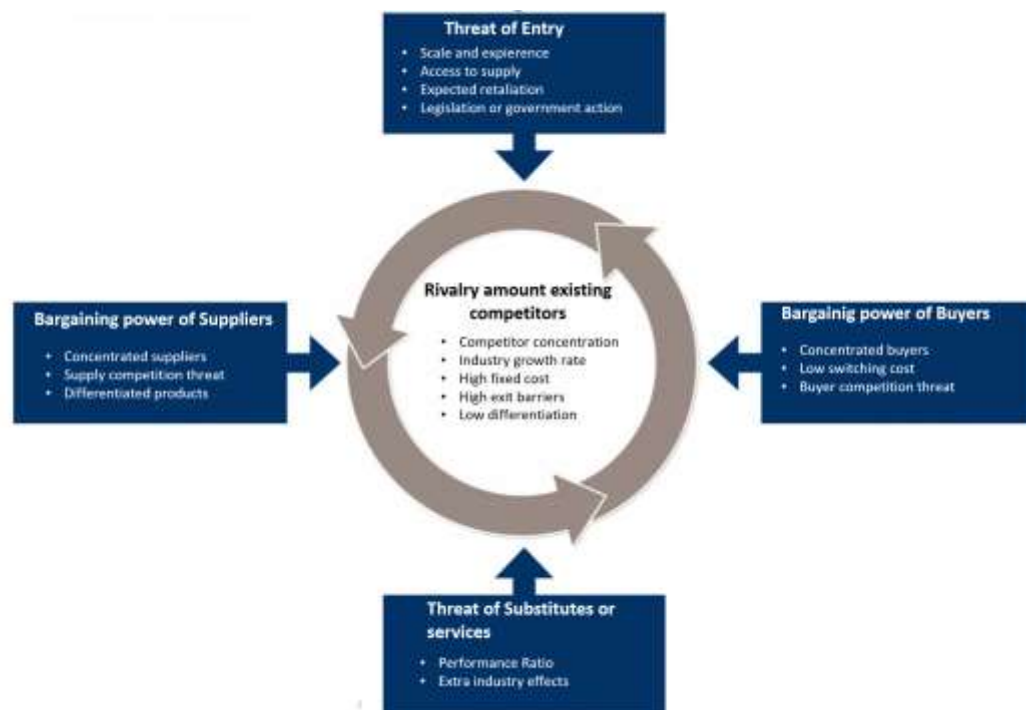 Threat of Entry
• Scale and expierence
• Access to supply
• Expected retaliation
• Legislation or government action
Bargaining power of Suppliers
• Concentrated suppliers
• Supply competition threat
• Differentiated products
Rivalry amount existing
competitors
• Competitor concentration
• Industry growth rate
• High fixed cost
• High exit barriers
• Low differentiation
Bargainig power of Buyers
• Concentrated buyers
• Low switching cost
• Buyer competition threat
Threat of Substitutes or
services
• Performance Ratio
• Extra industry effects